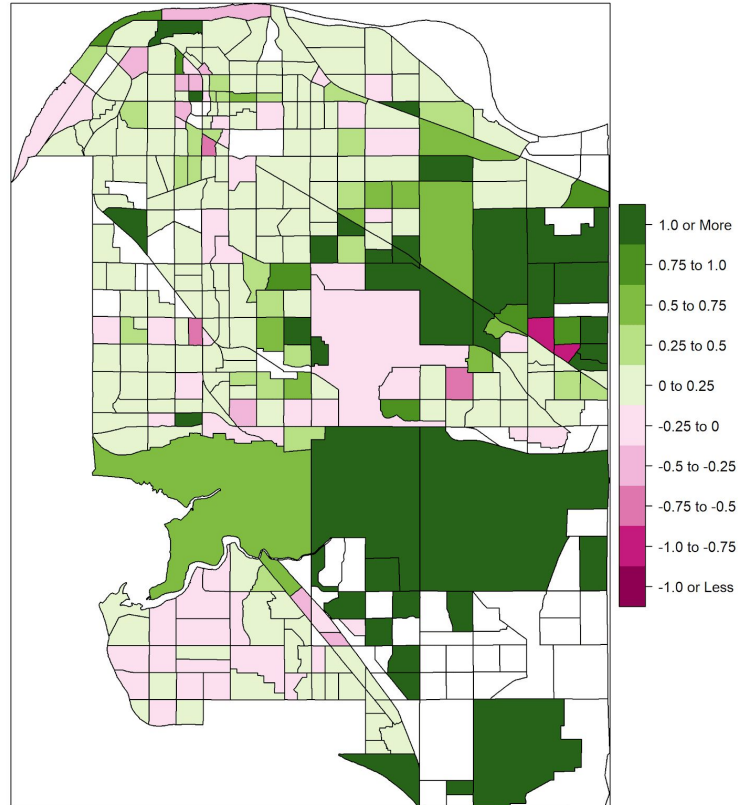 1.0 or More
0.75 to 1.0
0.5 to 0.75
0.25 to 0.5
0 to 0.25
-0.25 to 0
-0.5 to -0.25
-0.75 to -0.5
-1.0 to -0.75
-1.0 or Less